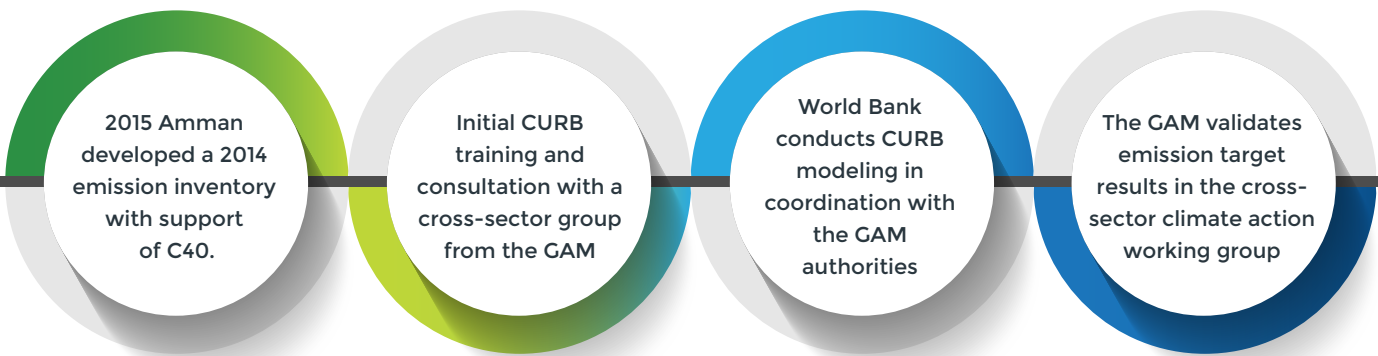 2015 Amman
developed a 2014
emission inventory
with support
of C40.
Initial CURB
training and
consultation with a
cross-sector group
from the GAM
World Bank
conducts CURB
modeling in
coordination with
the GAM
authorities
The GAM validates
emission target
results in the cross-
sector climate action
working group